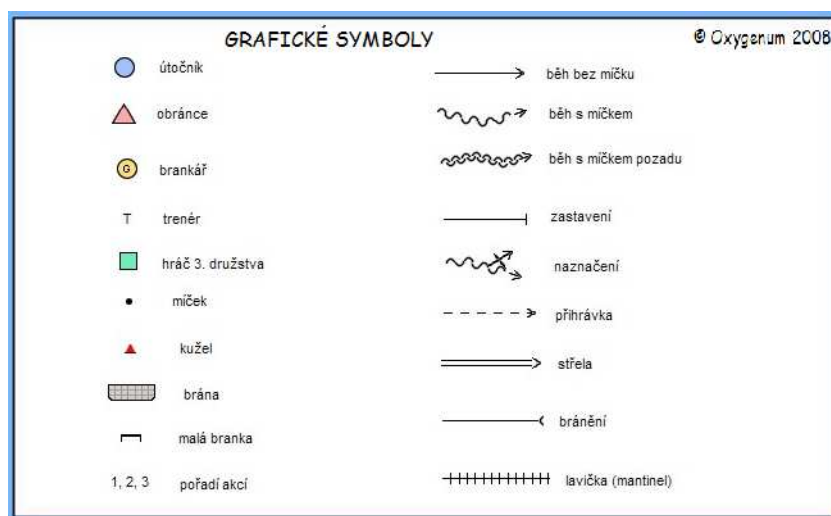 GRAFICKÉ SYMBOLY
© Oxygenum 2008
útočník
obránce
G
brankář
T
trenér
hráč 3. družstva
míček
kužel
brána
malá branka
1, 2, 3
pořadí akcí
běh bez míčku
běh s míčkem
běh s míčkem pozadu
zastavení
naznačení
přihrávka
střela
bránění
lavička (mantinel)